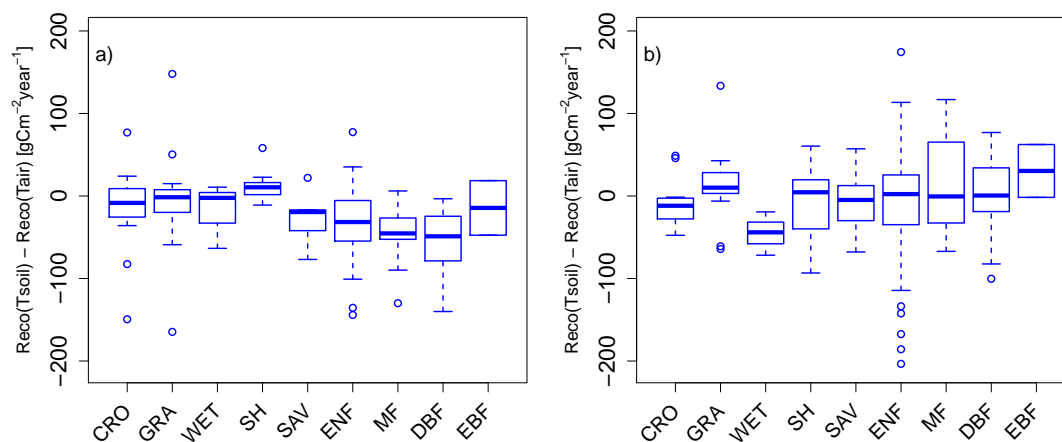 a)
Reco(Tsoil) − Reco(Tair) [gCm⁻²year⁻¹]
200
100
0
−100
−200
CRO GRA WET SH SAV ENF MF DBF EBF
b)
Reco(Tsoil) − Reco(Tair) [gCm⁻²year⁻¹]
200
100
0
−100
−200
CRO GRA WET SH SAV ENF MF DBF EBF